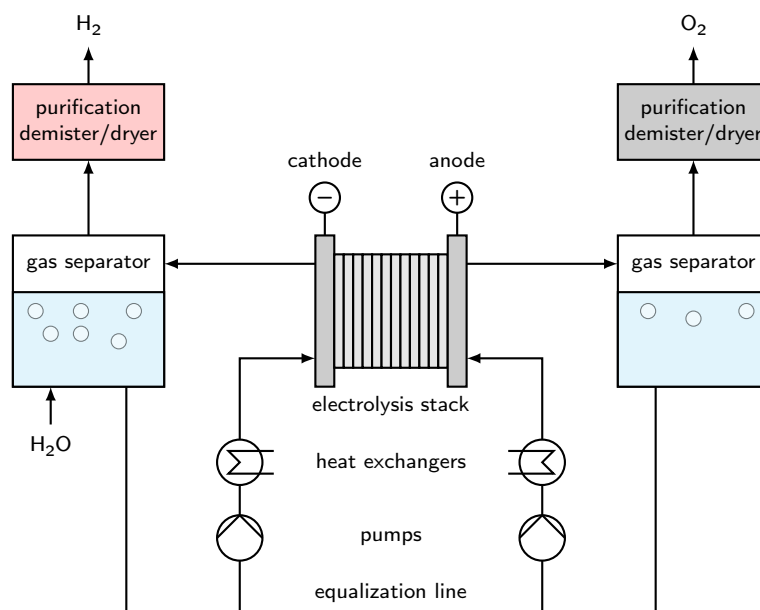 H₂
O₂
purification
demister/dryer
purification
demister/dryer
cathode
anode
−
+
gas separator
gas separator
electrolysis stack
H₂O
heat exchangers
pumps
equalization line